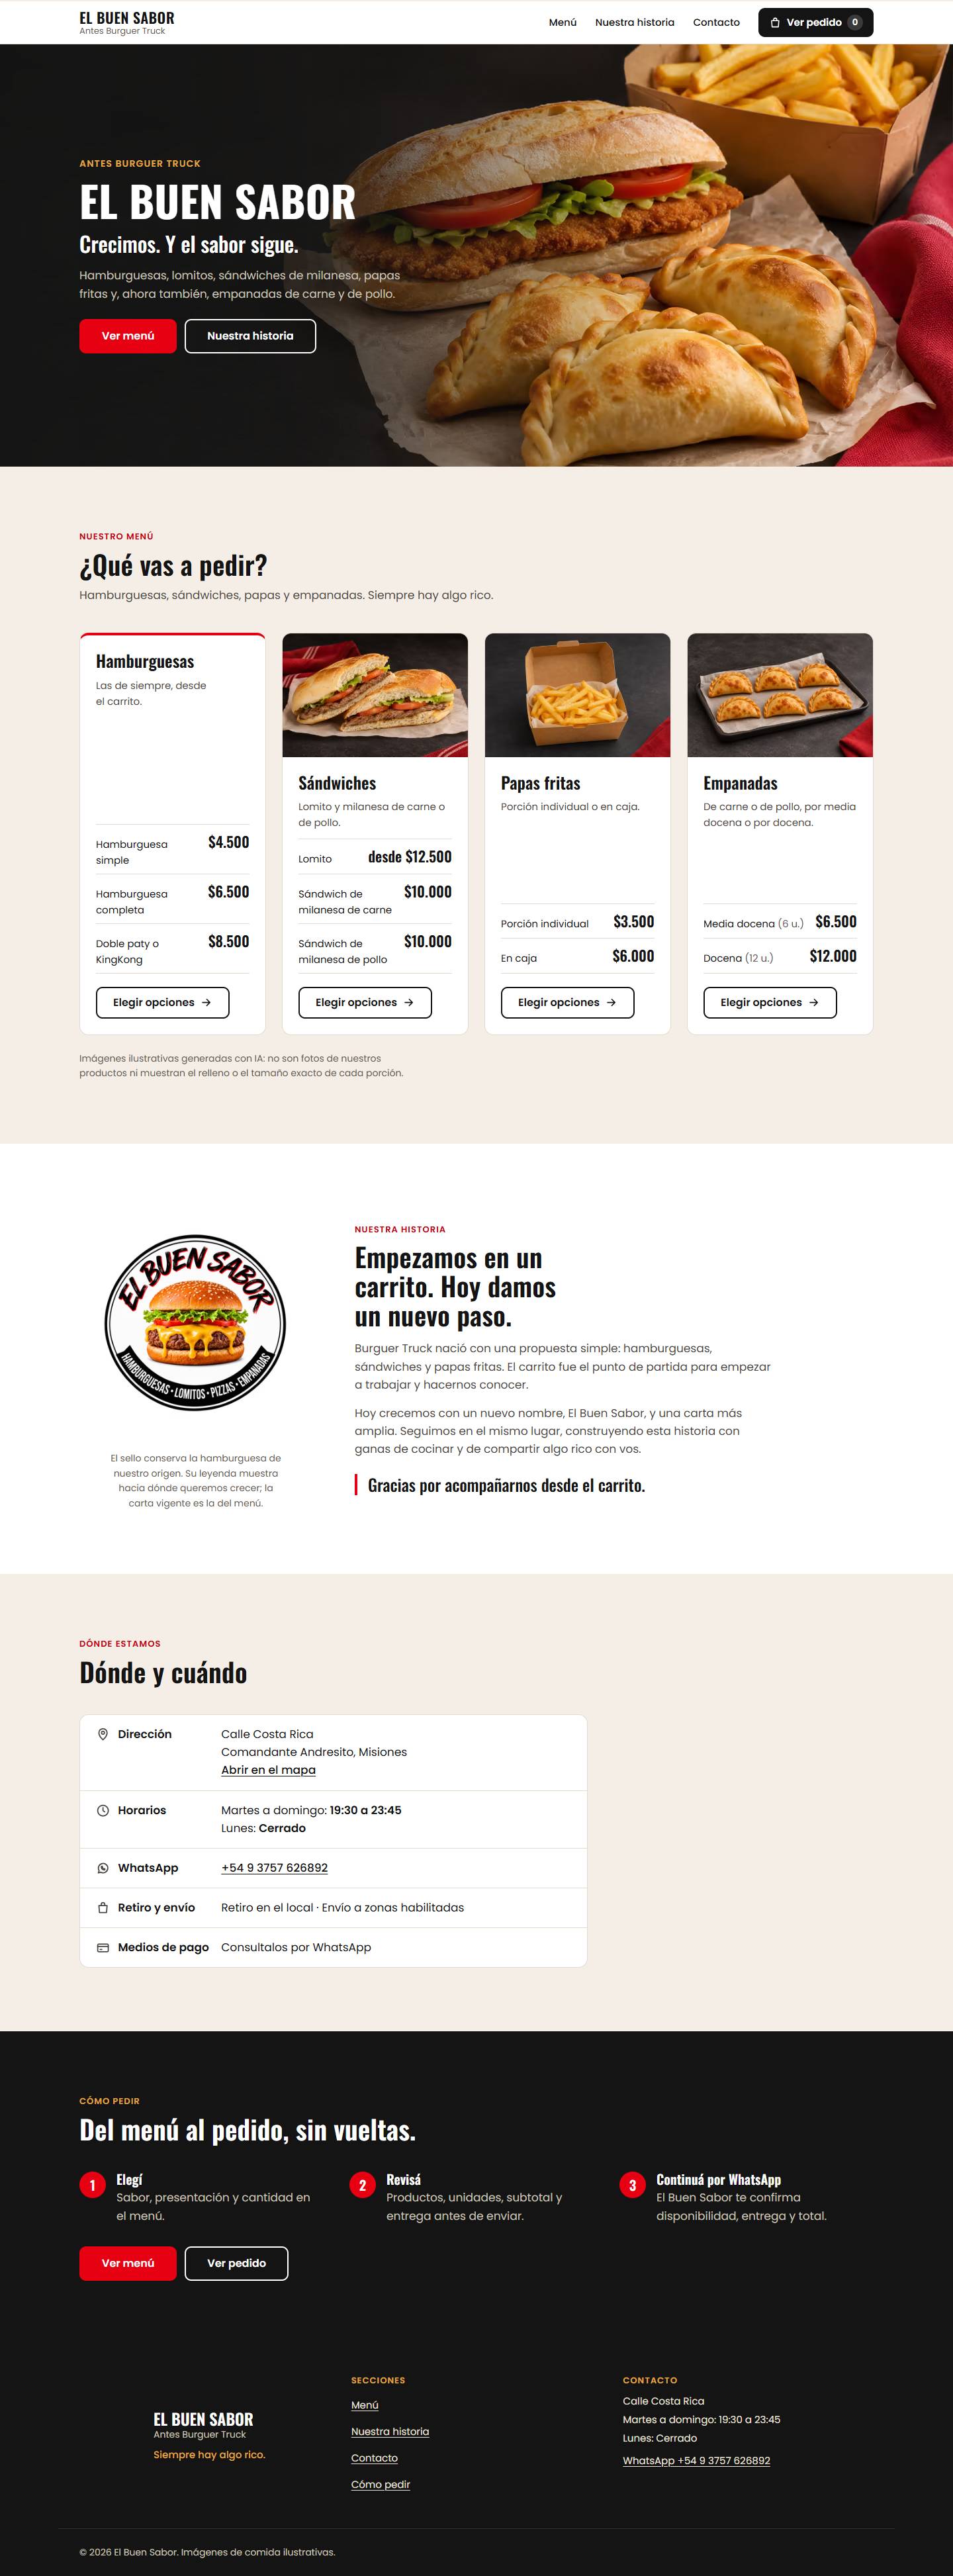 EL BUEN SABOR
Antes Burguer Truck
Menú
Nuestra historia
Contacto
Ver pedido 0
ANTES BURGUER TRUCK
EL BUEN SABOR
Crecimos. Y el sabor sigue.
Hamburguesas, lomitos, sándwiches de milanesa, papas
fritas y, ahora también, empanadas de carne y de pollo.
Ver menú
Nuestra historia
NUESTRO MENÚ
¿Qué vas a pedir?
Hamburguesas, sándwiches, papas y empanadas. Siempre hay algo rico.
Hamburguesas
Las de siempre, desde
el carrito.
Hamburguesa
simple
$4.500
Hamburguesa
completa
$6.500
Doble paty o
KingKong
$8.500
Elegir opciones →
Sándwiches
Lomito y milanesa de carne o
de pollo.
Lomito desde $12.500
Sándwich de
milanesa de carne
$10.000
Sándwich de
milanesa de pollo
$10.000
Elegir opciones →
Papas fritas
Porción individual o en caja.
Porción individual $3.500
En caja $6.000
Elegir opciones →
Empanadas
De carne o de pollo, por media
docena o por docena.
Media docena (6 u.) $6.500
Docena (12 u.) $12.000
Elegir opciones →
Imágenes ilustrativas generadas con IA: no son fotos de nuestros
productos ni muestran el relleno o el tamaño exacto de cada porción.
EL BUEN SABOR
HAMBURGUESAS • LOMITOS • PIZZAS • EMPANADAS
El sello conserva la hamburguesa de
nuestro origen. Su leyenda muestra
hacia dónde queremos crecer; la
carta vigente es la del menú.
NUESTRA HISTORIA
Empezamos en un
carrito. Hoy damos
un nuevo paso.
Burguer Truck nació con una propuesta simple: hamburguesas,
sándwiches y papas fritas. El carrito fue el punto de partida para empezar
a trabajar y hacernos conocer.
Hoy crecemos con un nuevo nombre, El Buen Sabor, y una carta más
amplia. Seguimos en el mismo lugar, construyendo esta historia con
ganas de cocinar y de compartir algo rico con vos.
Gracias por acompañarnos desde el carrito.
DÓNDE ESTAMOS
Dónde y cuándo
Dirección
Calle Costa Rica
Comandante Andresito, Misiones
Abrir en el mapa
Horarios
Martes a domingo: 19:30 a 23:45
Lunes: Cerrado
WhatsApp
+54 9 3757 626892
Retiro y envío
Retiro en el local · Envío a zonas habilitadas
Medios de pago
Consultalos por WhatsApp
CÓMO PEDIR
Del menú al pedido, sin vueltas.
1
Elegí
Sabor, presentación y cantidad en
el menú.
2
Revisá
Productos, unidades, subtotal y
entrega antes de enviar.
3
Continuá por WhatsApp
El Buen Sabor te confirma
disponibilidad, entrega y total.
Ver menú
Ver pedido
EL BUEN SABOR
Antes Burguer Truck
Siempre hay algo rico.
SECCIONES
Menú
Nuestra historia
Contacto
Cómo pedir
CONTACTO
Calle Costa Rica
Martes a domingo: 19:30 a 23:45
Lunes: Cerrado
WhatsApp +54 9 3757 626892
© 2026 El Buen Sabor. Imágenes de comida ilustrativas.